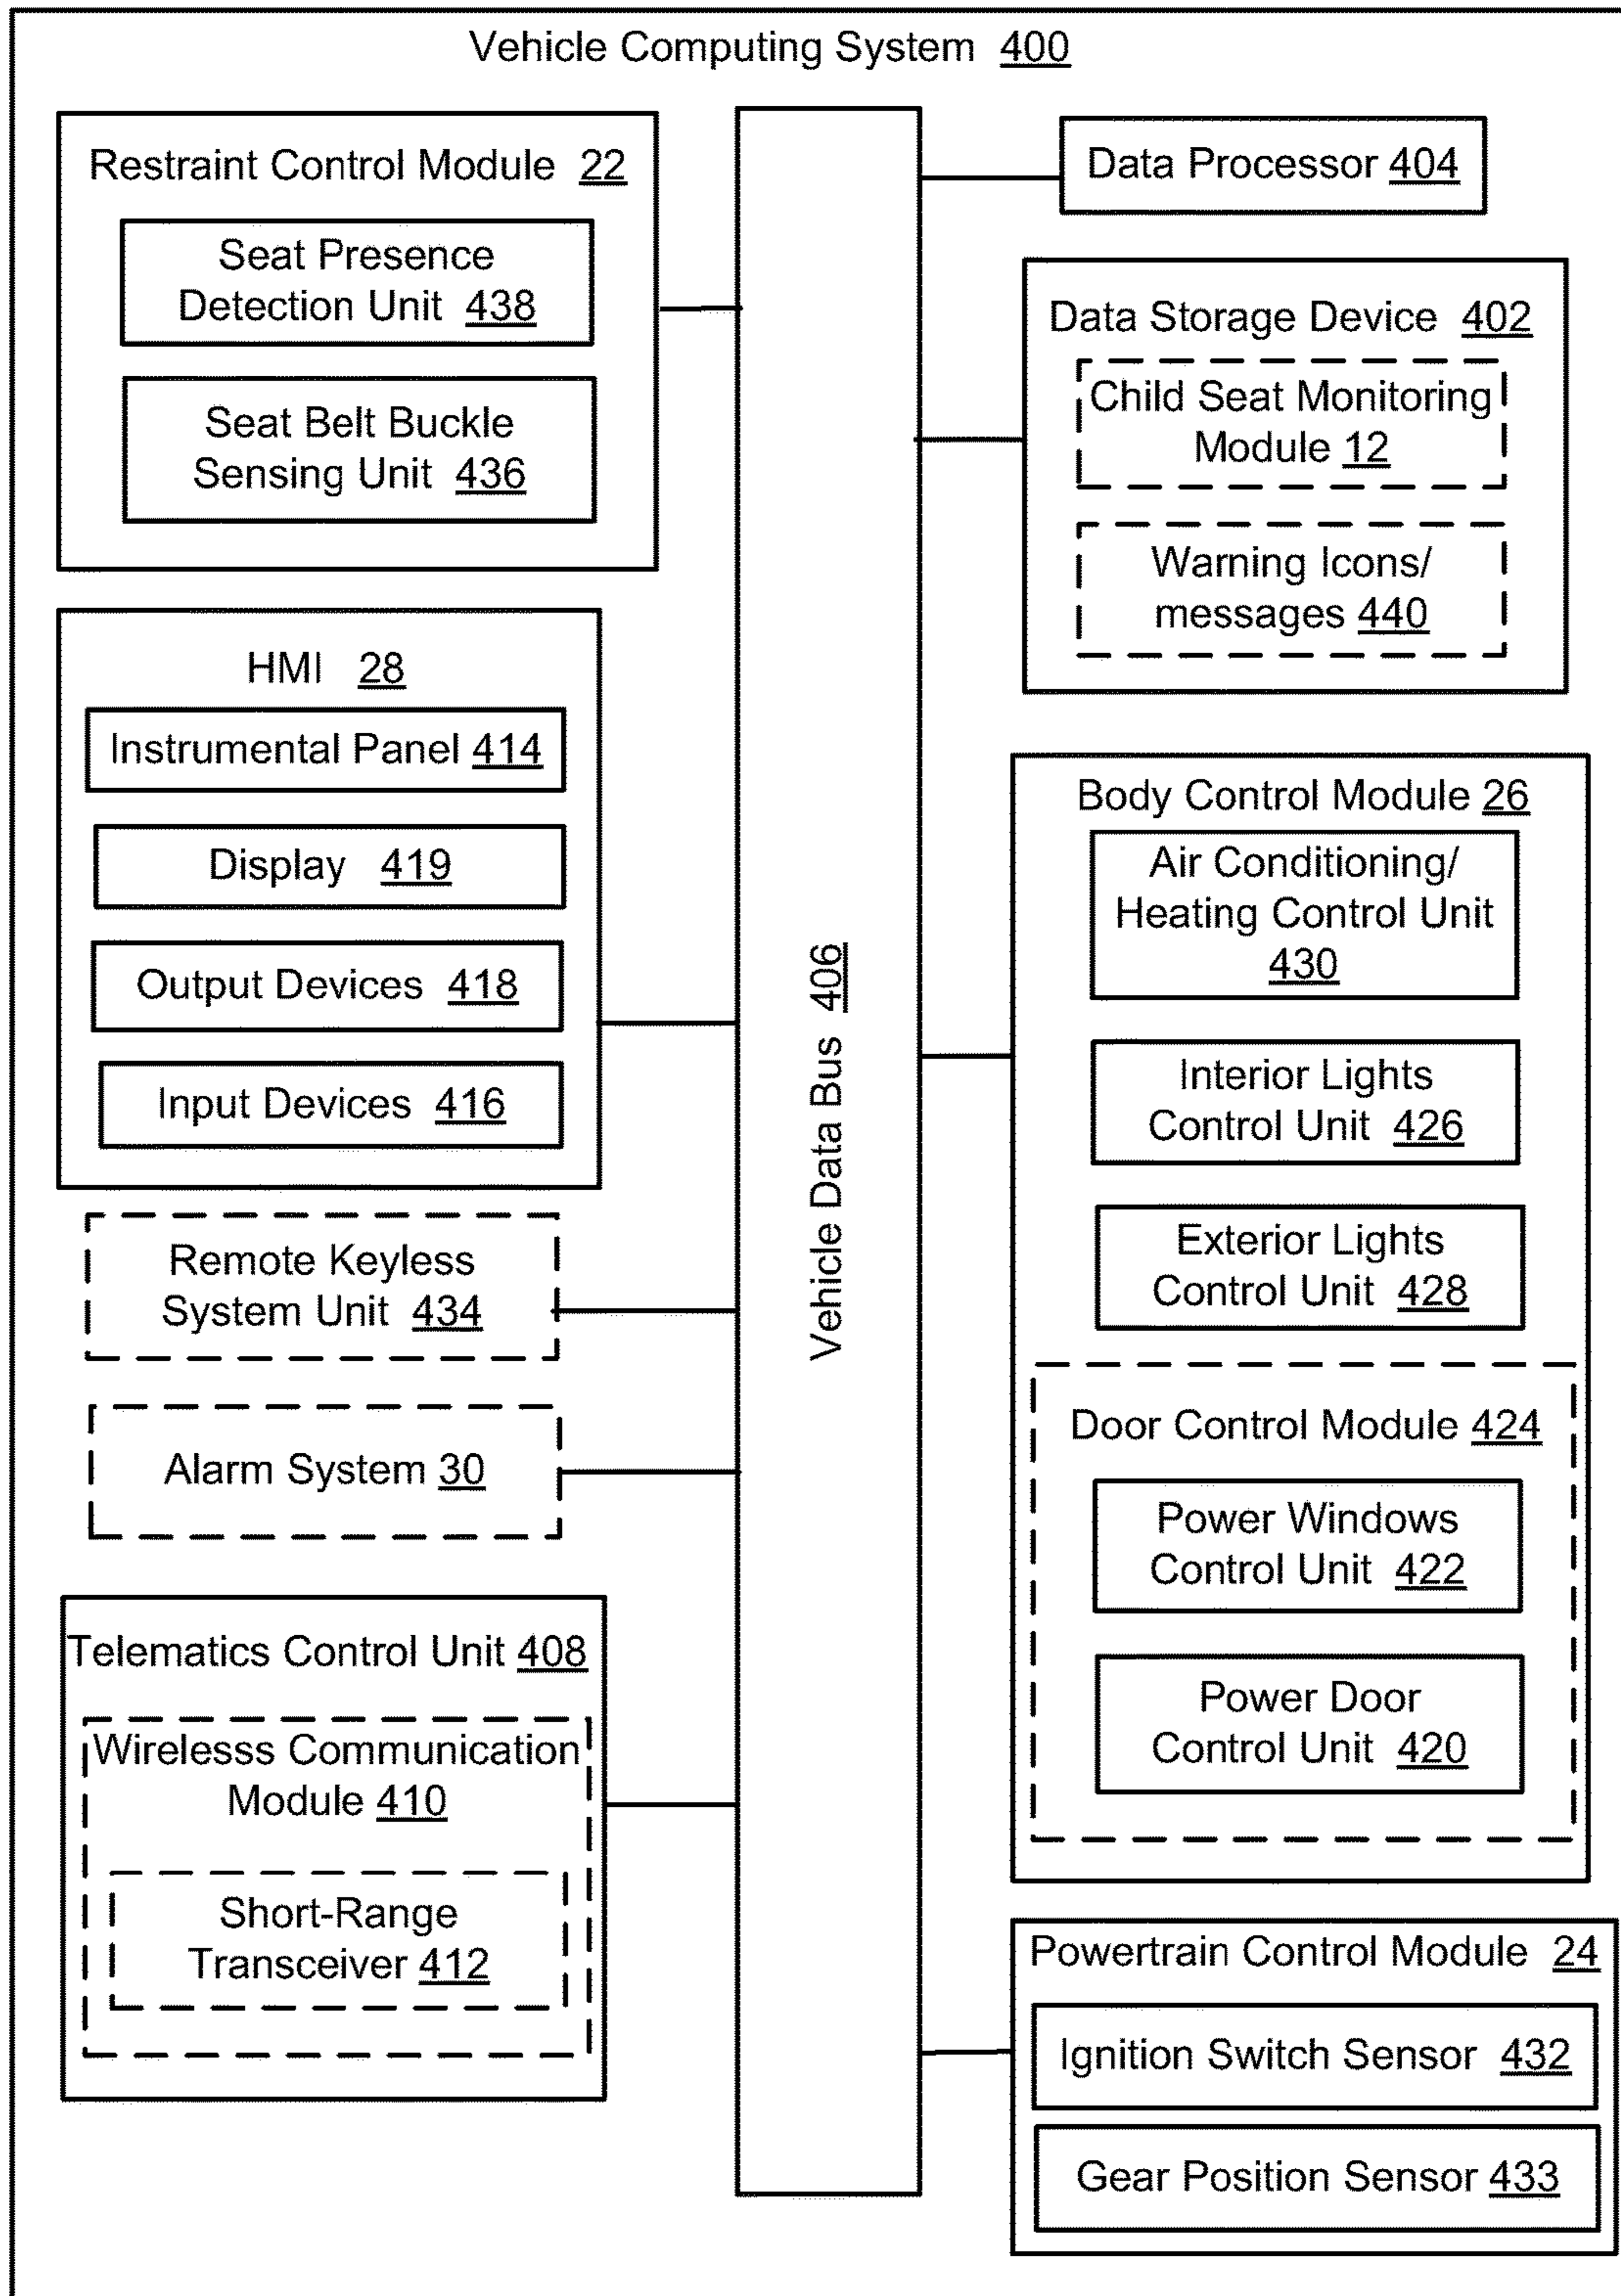 Vehicle Computing System 400
Restraint Control Module 22
Seat Presence
Detection Unit 438
Seat Belt Buckle
Sensing Unit 436
HMI 28
Instrumental Panel 414
Display 419
Output Devices 418
Input Devices 416
Remote Keyless
System Unit 434
Alarm System 30
Telematics Control Unit 408
Wirelesss Communication
Module 410
Short-Range
Transceiver 412
Vehicle Data Bus 406
Data Processor 404
Data Storage Device 402
Child Seat Monitoring
Module 12
Warning Icons/
messages 440
Body Control Module 26
Air Conditioning/
Heating Control Unit
430
Interior Lights
Control Unit 426
Exterior Lights
Control Unit 428
Door Control Module 424
Power Windows
Control Unit 422
Power Door
Control Unit 420
Powertrain Control Module 24
Ignition Switch Sensor 432
Gear Position Sensor 433